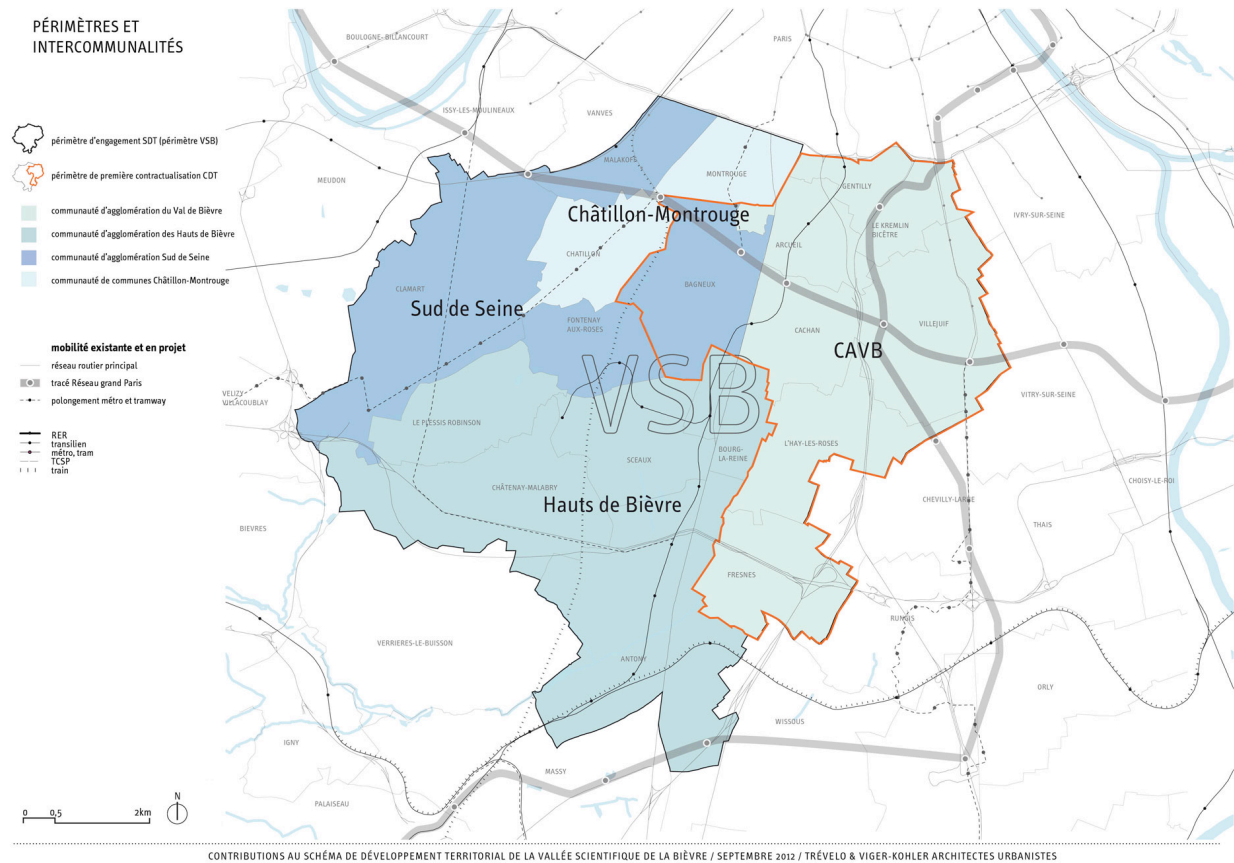 PÉRIMÈTRES ET
INTERCOMMUNALITÉS
périmètre d'engagement SDT (périmètre VSB)
périmètre de première contractualisation CDT
communauté d'agglomération du Val de Bièvre
communauté d'agglomération des Hauts de Bièvre
communauté d'agglomération Sud de Seine
communauté de communes Châtillon-Montrouge
mobilité existante et en projet
réseau routier principal
tracé Réseau grand Paris
polongement métro et tramway
RER
transilien
métro, tram
TCSP
train
BOULOGNE- BILLANCOURT
PARIS
ISSY-LES-MOULINEAUX
VANVES
MALAKOFF
MEUDON
MONTROUGE
GENTILLY
IVRY-SUR-SEINE
Châtillon-Montrouge
LE KREMLIN
BICÊTRE
ARCUEIL
CHATILLON
CLAMART
BAGNEUX
Sud de Seine
FONTENAY
AUX-ROSES
CACHAN
VILLEJUIF
CAVB
VSB
VELIZY
VILLACOUBLAY
VITRY-SUR-SEINE
LE PLESSIS ROBINSON
SCEAUX
BOURG-
LA-REINE
L'HAY-LES-ROSES
CHÂTENAY-MALABRY
CHOISY-LE-ROI
Hauts de Bièvre
CHEVILLY-LARUE
THAIS
BIEVRES
FRESNES
RUNGIS
VERRIERES-LE-BUISSON
ANTONY
ORLY
WISSOUS
IGNY
MASSY
PALAISEAU
0 0,5 2km
N
CONTRIBUTIONS AU SCHÉMA DE DÉVELOPPEMENT TERRITORIAL DE LA VALLÉE SCIENTIFIQUE DE LA BIÈVRE / SEPTEMBRE 2012 / TRÉVELO & VIGER-KOHLER ARCHITECTES URBANISTES